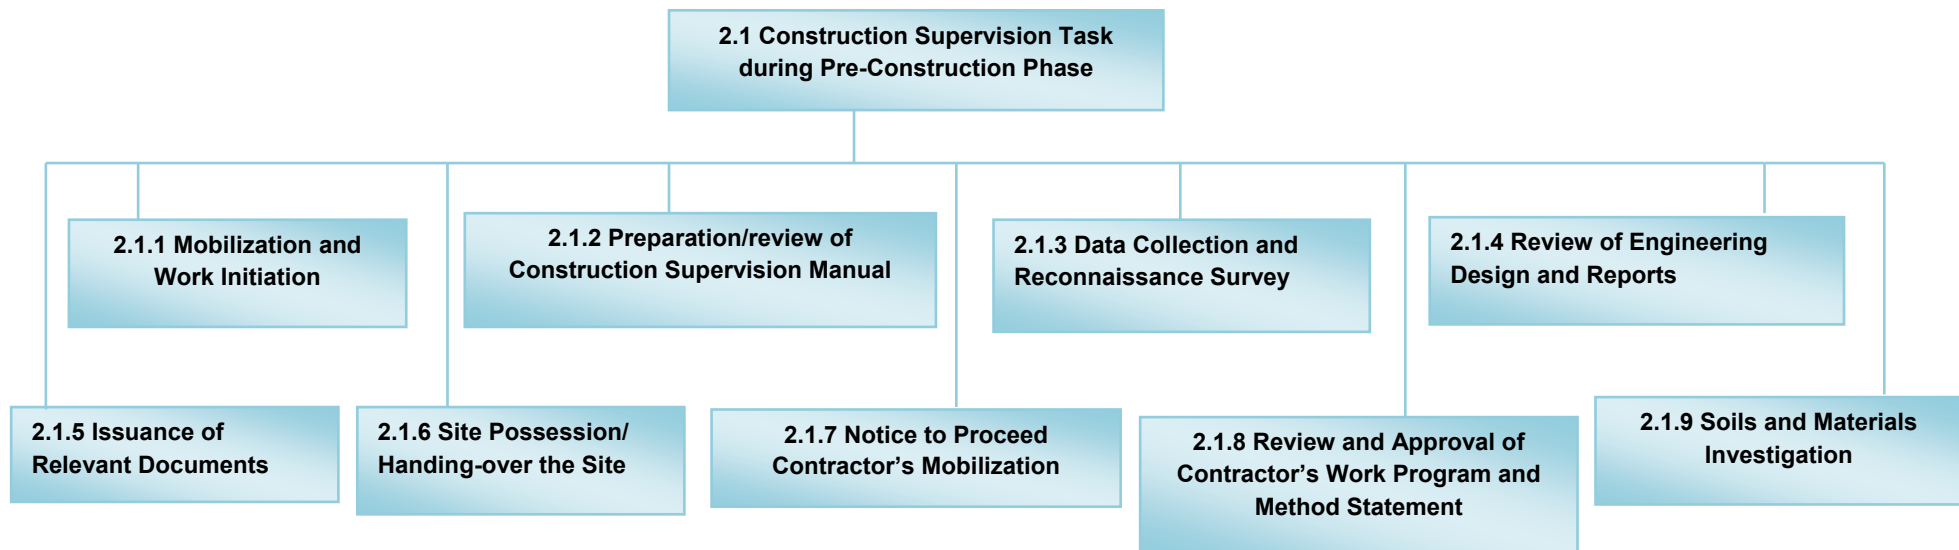 2.1 Construction Supervision Task
during Pre-Construction Phase
2.1.1 Mobilization and
Work Initiation
2.1.2 Preparation/review of
Construction Supervision Manual
2.1.3 Data Collection and
Reconnaissance Survey
2.1.4 Review of Engineering
Design and Reports
2.1.5 Issuance of
Relevant Documents
2.1.6 Site Possession/
Handing-over the Site
2.1.7 Notice to Proceed
Contractor’s Mobilization
2.1.8 Review and Approval of
Contractor’s Work Program and
Method Statement
2.1.9 Soils and Materials
Investigation